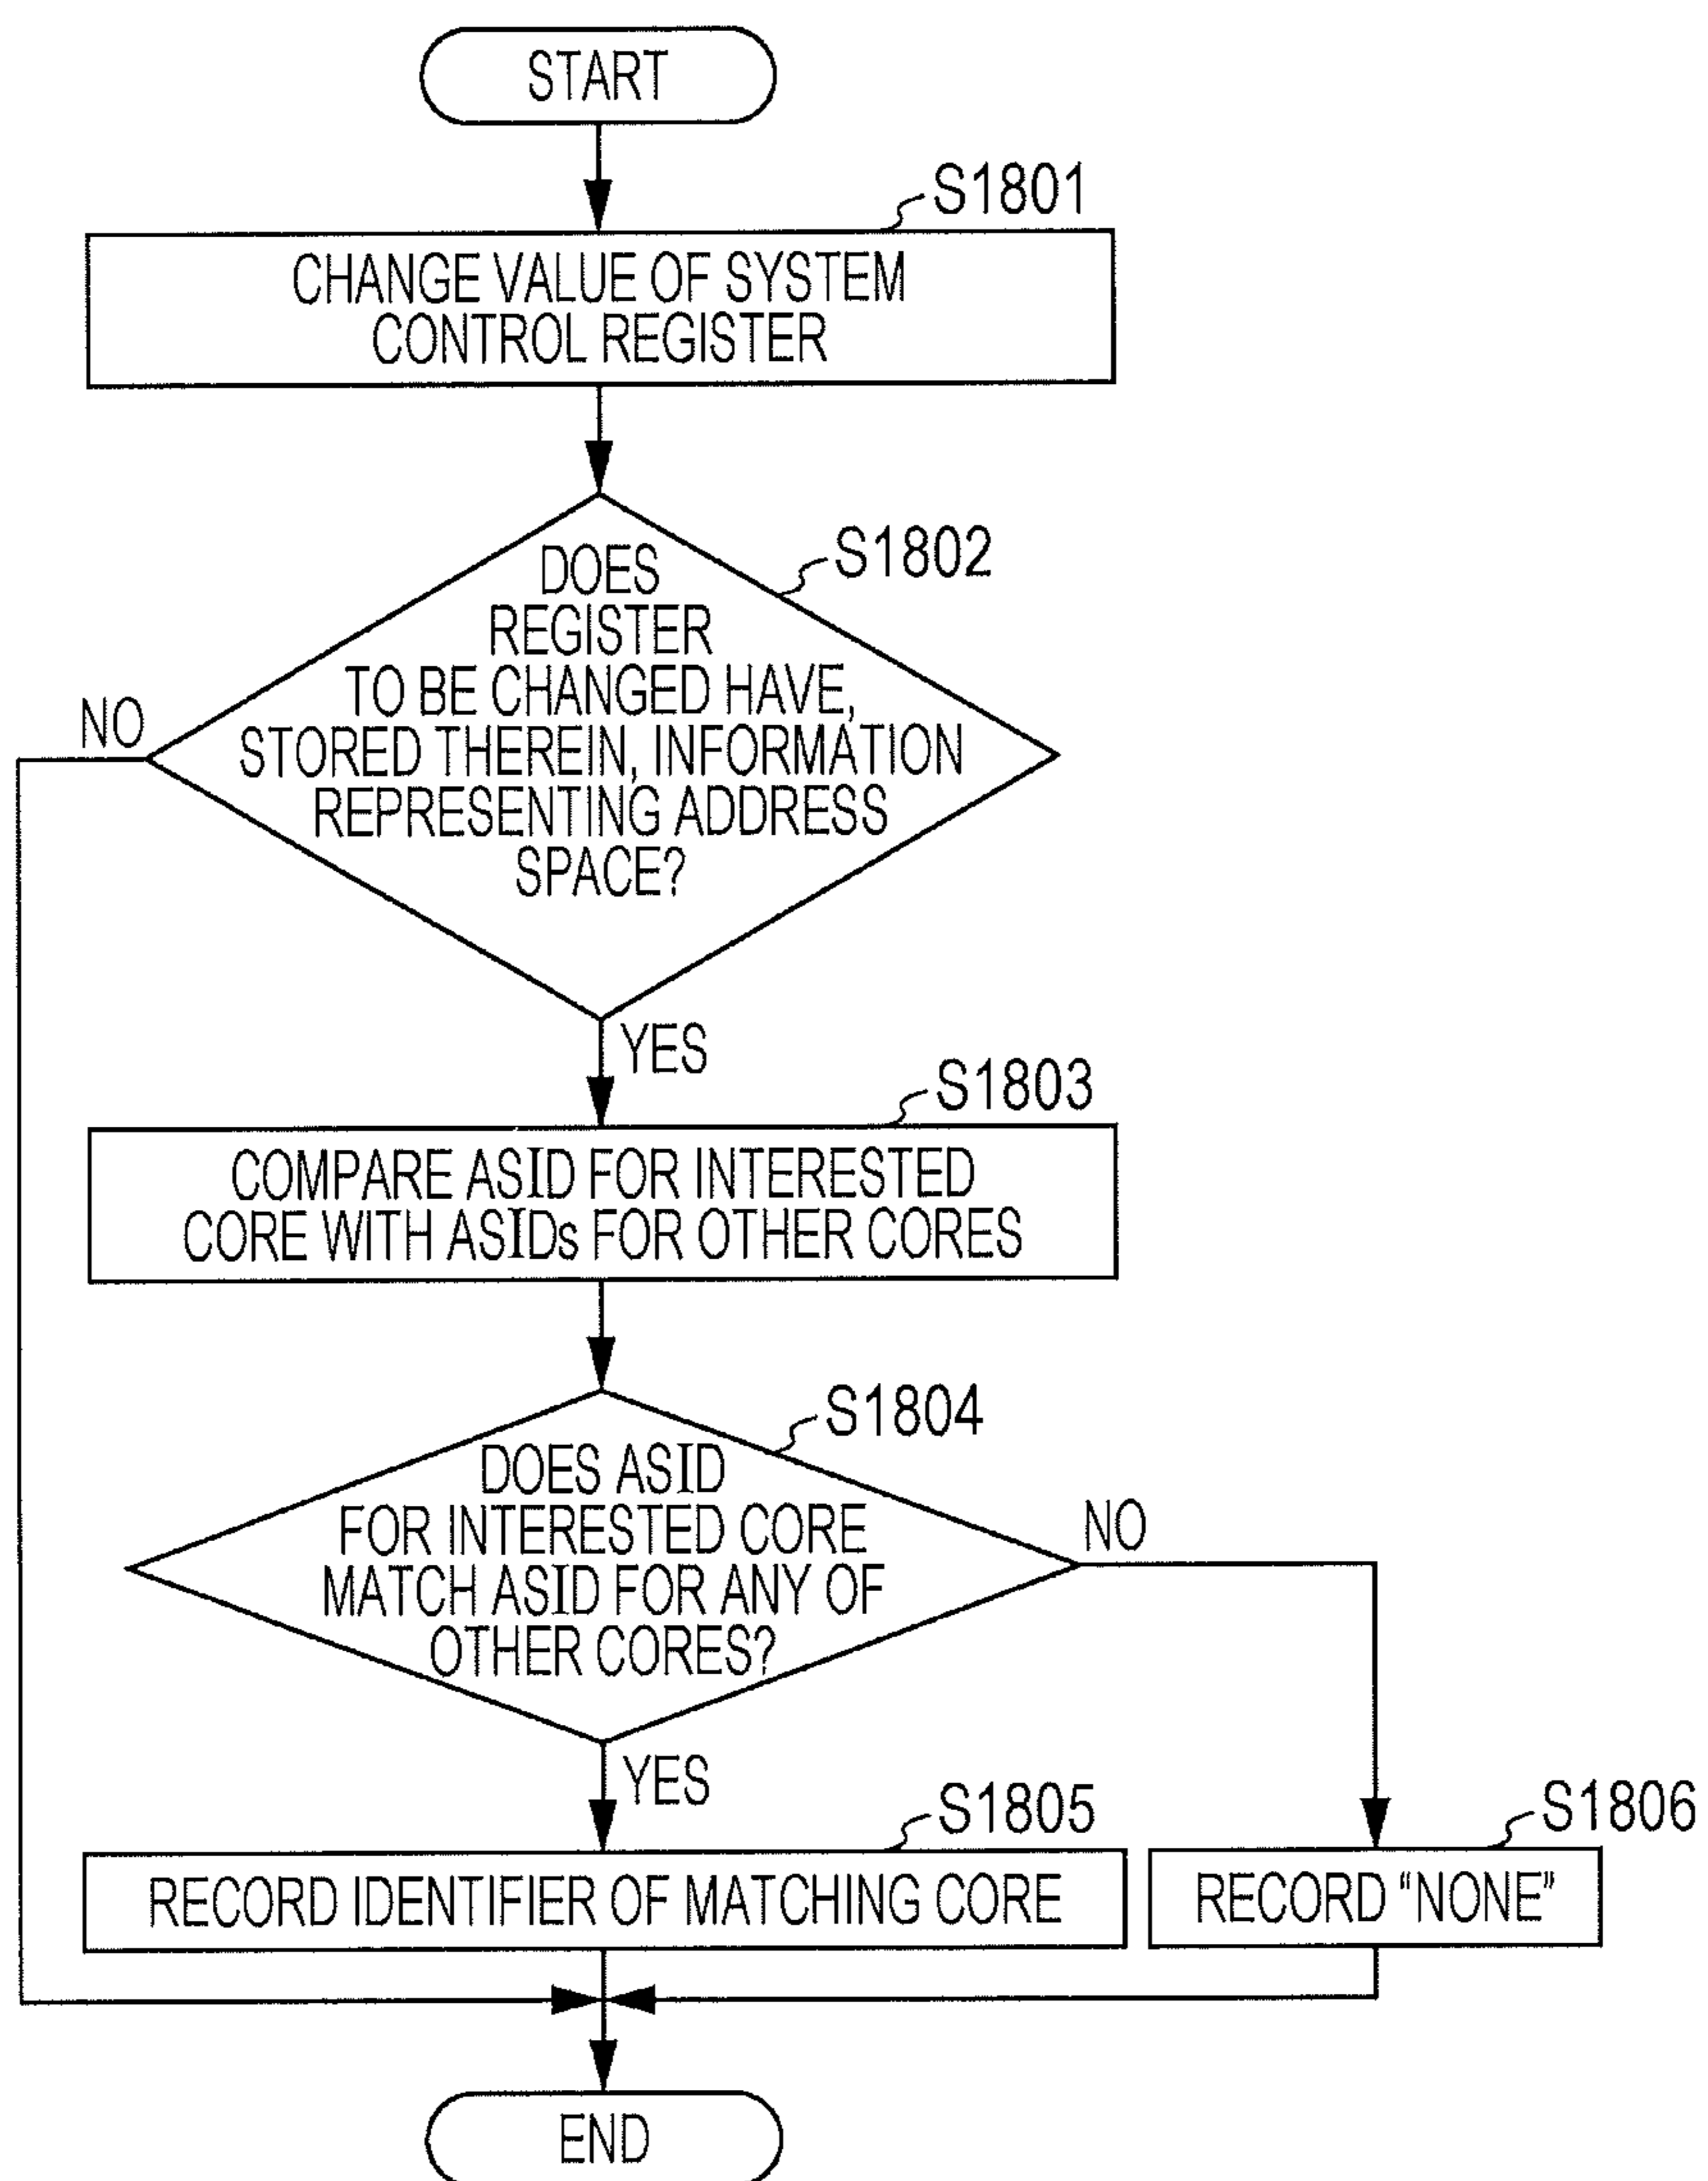 START
S1801
CHANGE VALUE OF SYSTEM
CONTROL REGISTER
S1802
DOES
REGISTER
TO BE CHANGED HAVE,
STORED THEREIN, INFORMATION
REPRESENTING ADDRESS
SPACE?
NO
YES
S1803
COMPARE ASID FOR INTERESTED
CORE WITH ASIDs FOR OTHER CORES
S1804
DOES ASID
FOR INTERESTED CORE
MATCH ASID FOR ANY OF
OTHER CORES?
NO
YES
S1805
RECORD IDENTIFIER OF MATCHING CORE
S1806
RECORD “NONE”
END